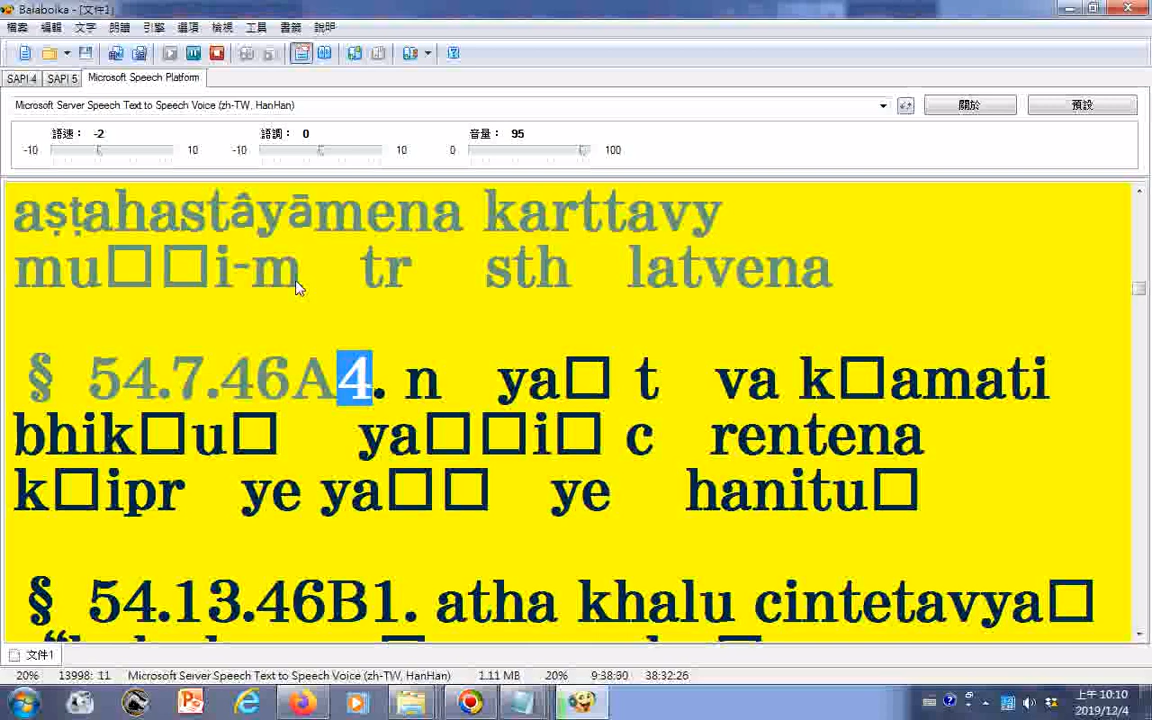 Balabolka - [文件1]
檔案 編輯 文字 朗讀 引擎 選項 檢視 工具 書籤 說明
SAPI 4 SAPI 5 Microsoft Speech Platform
Microsoft Server Speech Text to Speech Voice (zh-TW, HanHan)
關於 預設
語速： -2 語調： 0 音量： 95
-10 10 -10 10 0 100
aṣṭahastâyāmena karttavy
mu□□i-m tr sth latvena
§ 54.7.46A4. n ya□ t va k□amati
bhik□u□ ya□□i□ c rentena
k□ipr ye ya□□ ye hanitu□
§ 54.13.46B1. atha khalu cintetavya□
文件1
20% 13998: 11 Microsoft Server Speech Text to Speech Voice (zh-TW, HanHan) 1.11 MB 20% 9:38:50 38:32:26
上午 10:10
2019/12/4